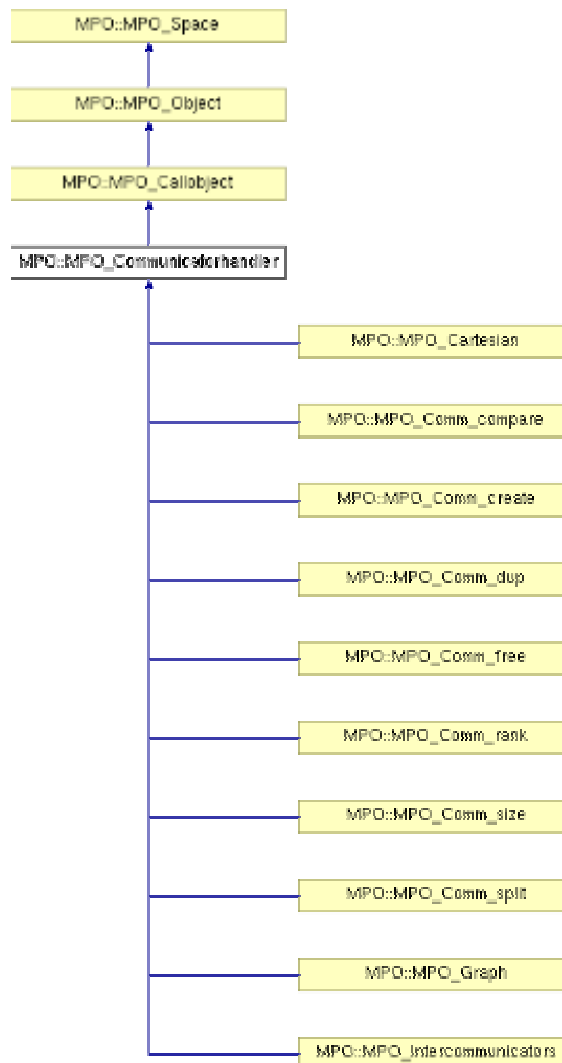 MPO::MPO_Space
MPO::MPO_Object
MPO::MPO_Callobject
MPO::MPO_Communicatorhandler
MPO::MPO_Cartesian
MPO::MPO_Comm_compare
MPO::MPO_Comm_create
MPO::MPO_Comm_dup
MPO::MPO_Comm_free
MPO::MPO_Comm_rank
MPO::MPO_Comm_size
MPO::MPO_Comm_split
MPO::MPO_Graph
MPO::MPO_Intercommunicators